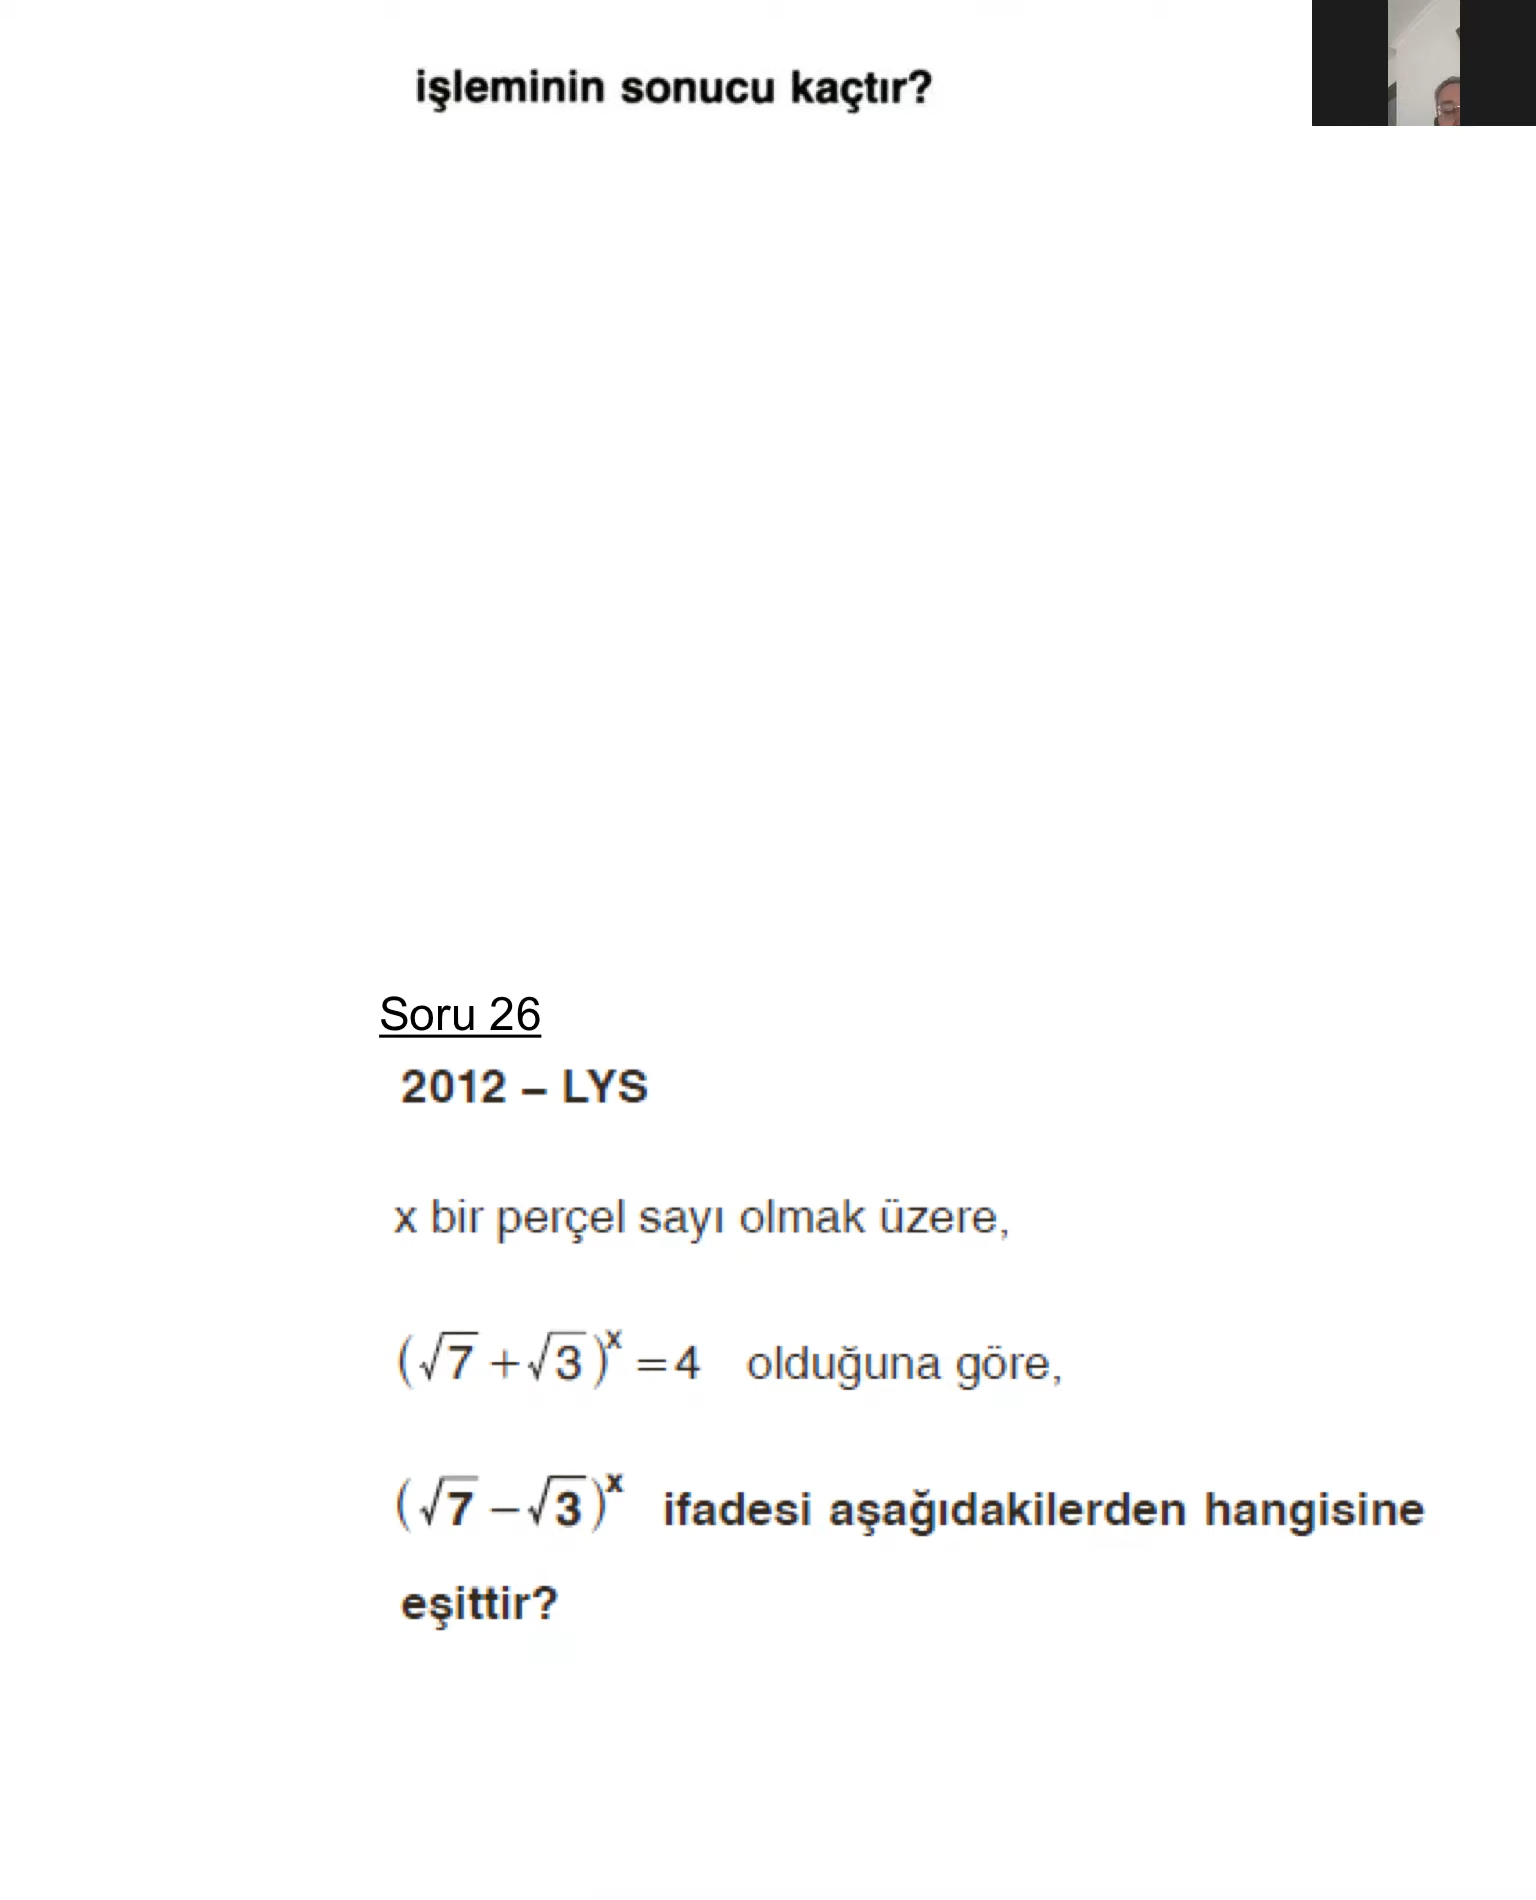 işleminin sonucu kaçtır?
Soru 26
2012 – LYS
x bir perçel sayı olmak üzere,
(√7 + √3)ˣ = 4 olduğuna göre,
(√7 – √3)ˣ ifadesi aşağıdakilerden hangisine
eşittir?